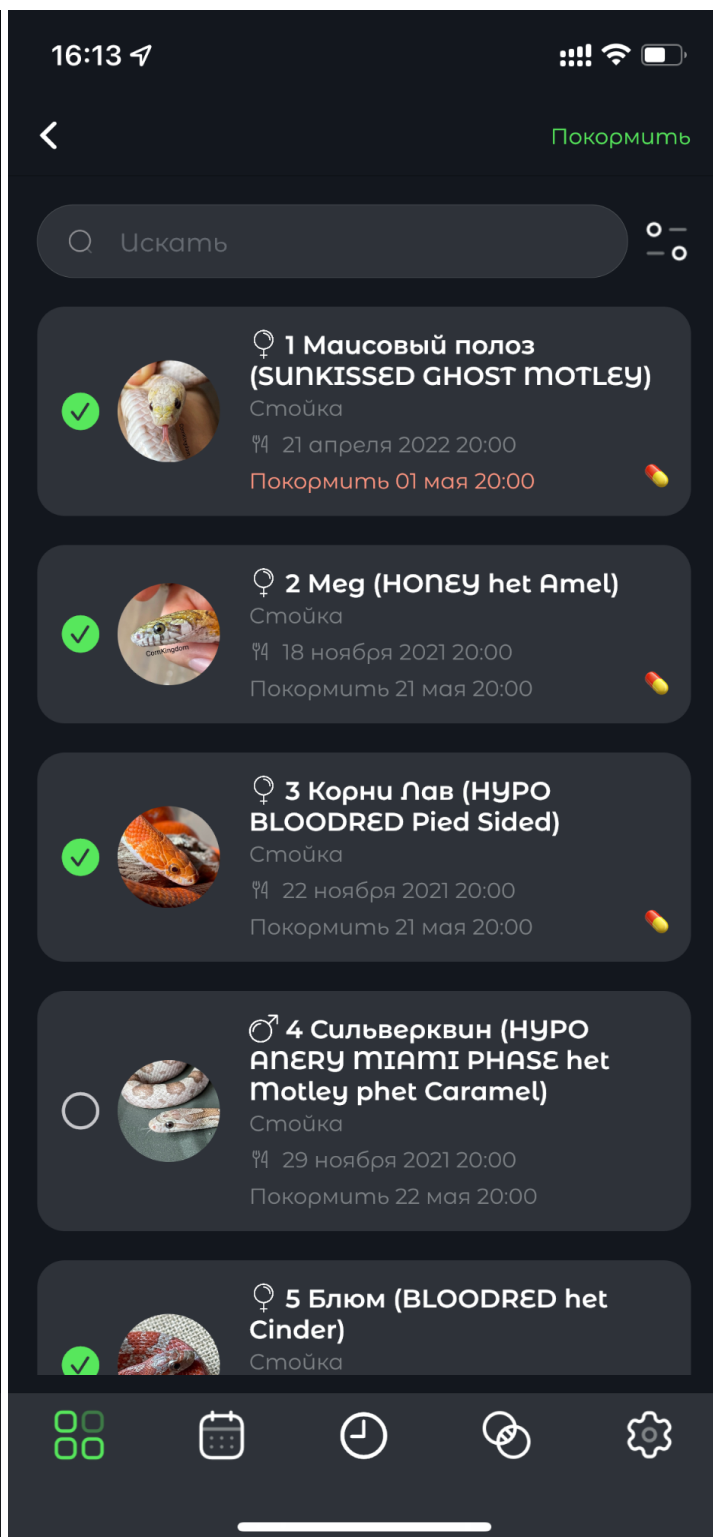 16:13
Покормить
Искать
1 Маисовый полоз
(SUNKISSED GHOST MOTLEY)
Стойка
21 апреля 2022 20:00
Покормить 01 мая 20:00
2 Мед (HONEY het Amel)
Стойка
18 ноября 2021 20:00
Покормить 21 мая 20:00
CornKingdom
3 Корни Лав (HYPO
BLOODRED Pied Sided)
Стойка
22 ноября 2021 20:00
Покормить 21 мая 20:00
4 Сильверквин (HYPO
ANERY MIAMI PHASE het
Motley phet Caramel)
Стойка
29 ноября 2021 20:00
Покормить 22 мая 20:00
5 Блюм (BLOODRED het
Cinder)
Стойка